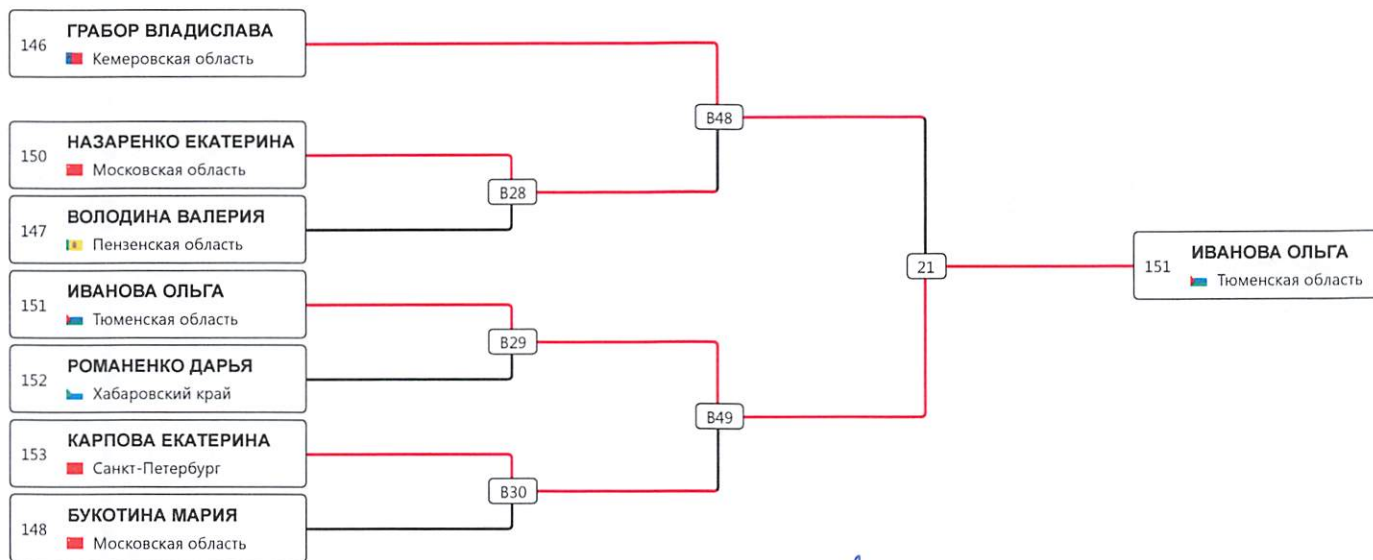 146 ГРАБОР ВЛАДИСЛАВА
Кемеровская область
B48
150 НАЗАРЕНКО ЕКАТЕРИНА
Московская область
B28
147 ВОЛОДИНА ВАЛЕРИЯ
Пензенская область
21
151 ИВАНОВА ОЛЬГА
Тюменская область
151 ИВАНОВА ОЛЬГА
Тюменская область
B29
152 РОМАНЕНКО ДАРЬЯ
Хабаровский край
B49
153 КАРПОВА ЕКАТЕРИНА
Санкт-Петербург
B30
148 БУКОТИНА МАРИЯ
Московская область